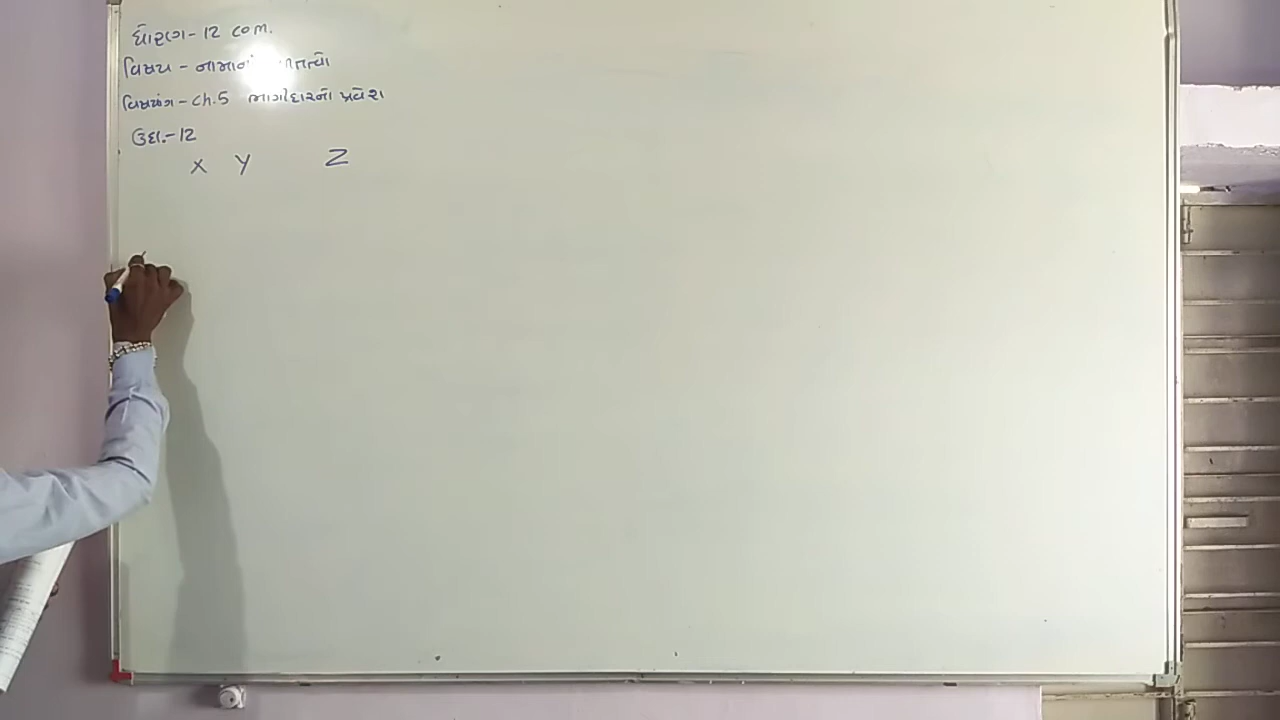 ધોરણ - 12 com.
વિષય - નામાનાં તત્વો
વિષયાંગ - Ch.5 ભાગીદારનો પ્રવેશ
ઉદા. - 12
X Y Z